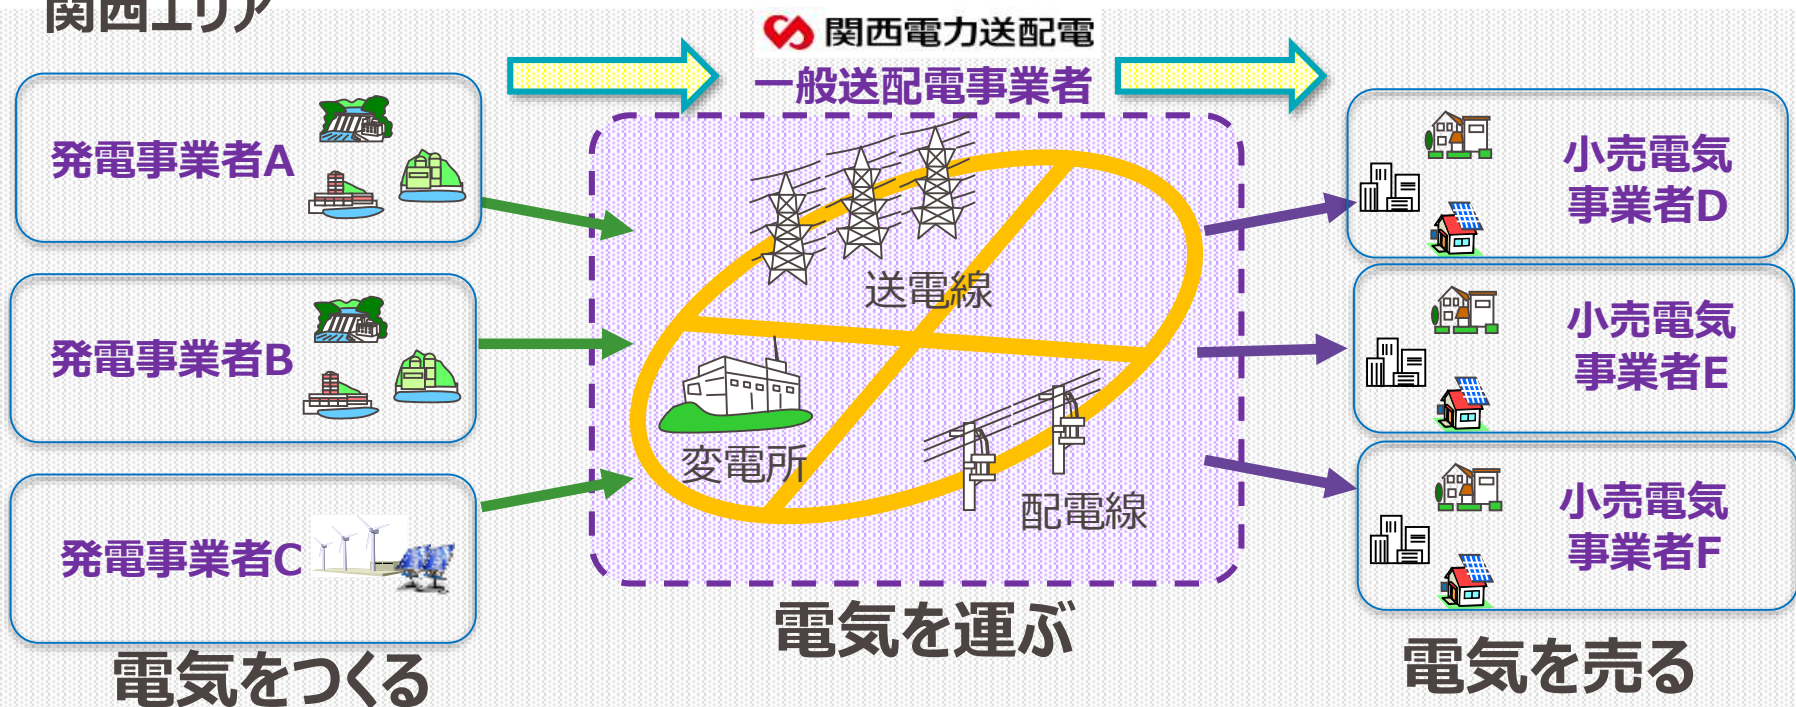 関西エリア
関西電力送配電
一般送配電事業者
発電事業者A
発電事業者B
発電事業者C
送電線
変電所
配電線
小売電気
事業者D
小売電気
事業者E
小売電気
事業者F
電気をつくる
電気を運ぶ
電気を売る